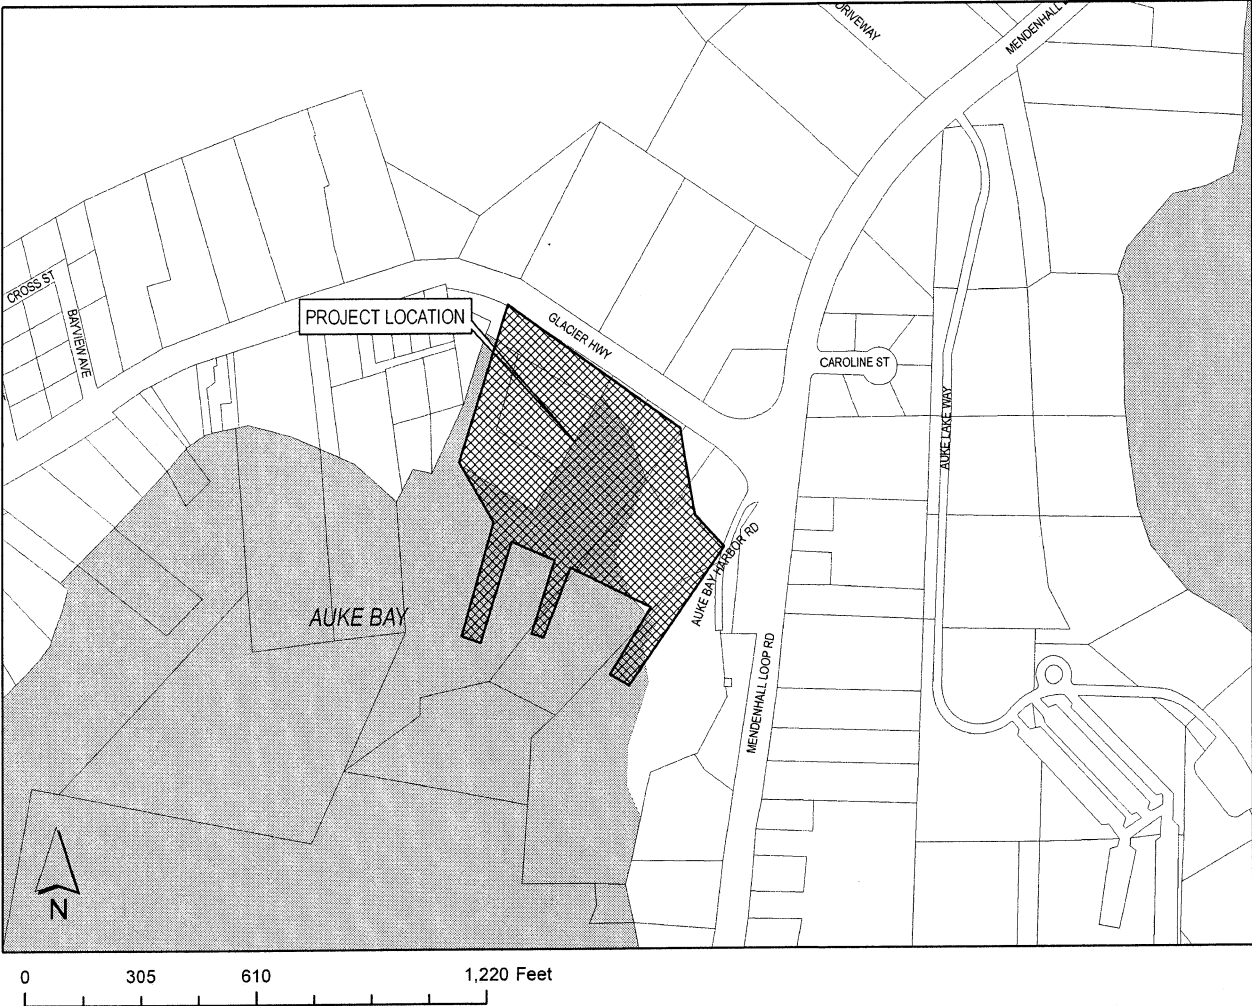 DRIVEWAY
MENDENHALL
CROSS ST
BAYVIEW AVE
PROJECT LOCATION
GLACIER HWY
CAROLINE ST
AUKE LAKE WAY
AUKE BAY HARBOR RD
AUKE BAY
MENDENHALL LOOP RD
N
0 305 610 1,220 Feet